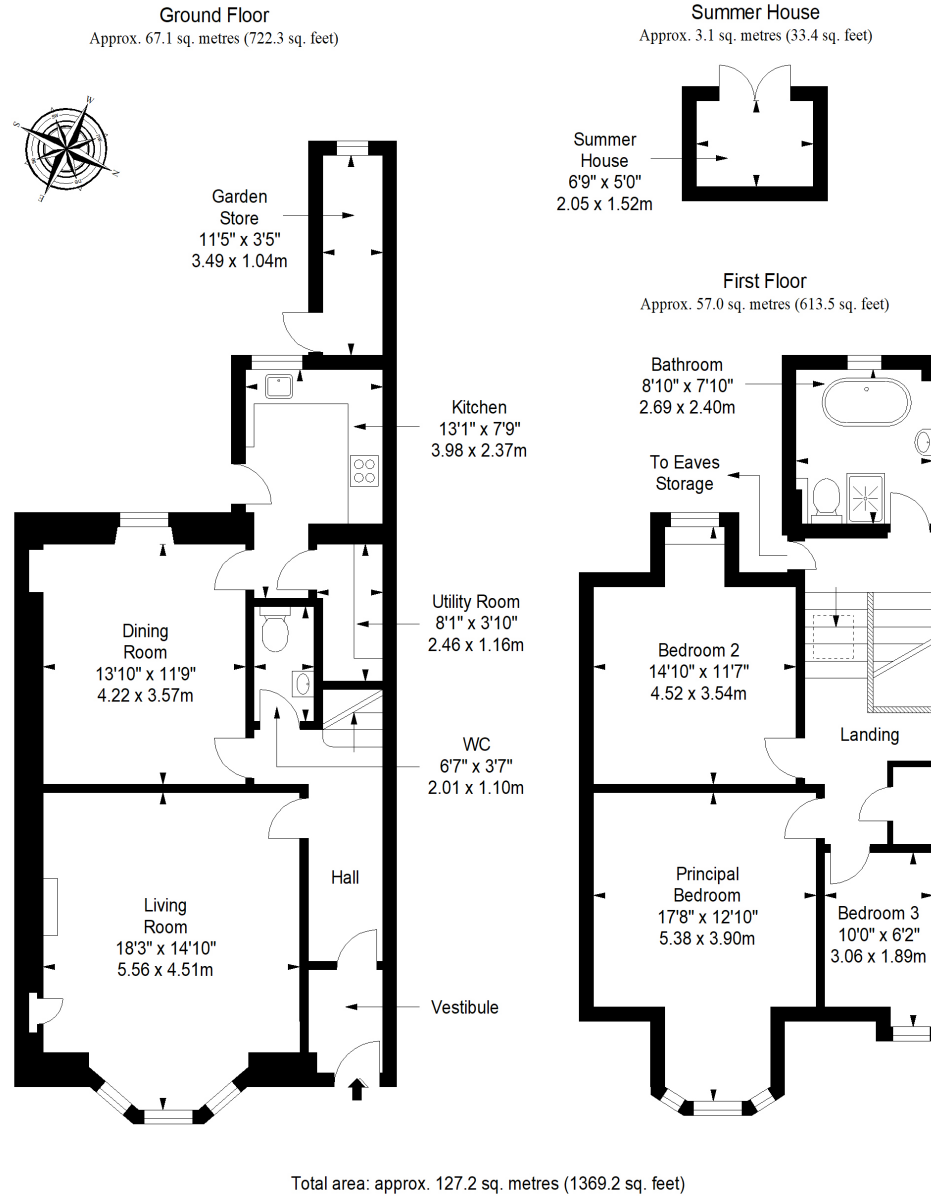 Ground Floor
Approx. 67.1 sq. metres (722.3 sq. feet)
Summer House
Approx. 3.1 sq. metres (33.4 sq. feet)
W
S
N
E
Summer
House
6'9" x 5'0"
2.05 x 1.52m
Garden
Store
11'5" x 3'5"
3.49 x 1.04m
First Floor
Approx. 57.0 sq. metres (613.5 sq. feet)
Bathroom
8'10" x 7'10"
2.69 x 2.40m
Kitchen
13'1" x 7'9"
3.98 x 2.37m
To Eaves
Storage
Utility Room
8'1" x 3'10"
2.46 x 1.16m
Dining
Room
13'10" x 11'9"
4.22 x 3.57m
Bedroom 2
14'10" x 11'7"
4.52 x 3.54m
Landing
WC
6'7" x 3'7"
2.01 x 1.10m
Hall
Principal
Bedroom
17'8" x 12'10"
5.38 x 3.90m
Living
Room
18'3" x 14'10"
5.56 x 4.51m
Bedroom 3
10'0" x 6'2"
3.06 x 1.89m
Vestibule
Total area: approx. 127.2 sq. metres (1369.2 sq. feet)